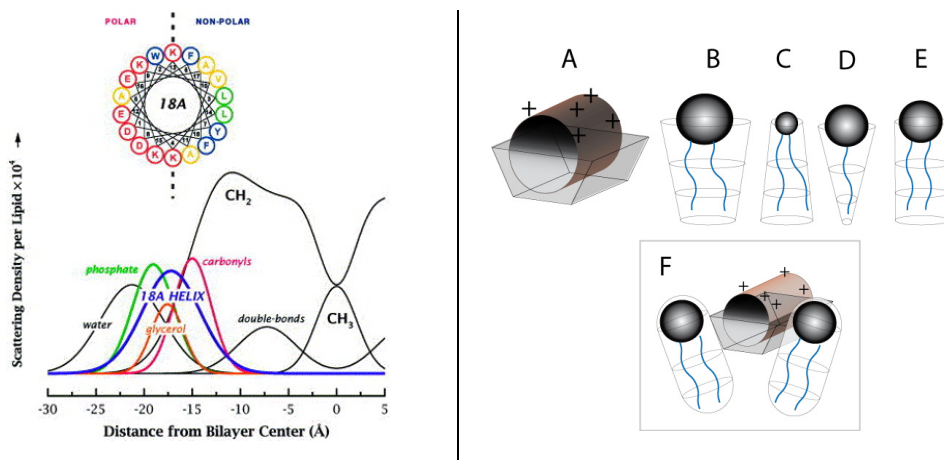 POLAR NON-POLAR
W K F
K A
E V
A L
18A
E L
D Y
D F
K K A
Scattering Density per Lipid × 10⁴
CH₂
phosphate
carbonyls
18A HELIX
water
glycerol
double-bonds
CH₃
-30 -25 -20 -15 -10 -5 0 5
Distance from Bilayer Center (Å)
A B C D E
+ + + + +
F
+ + + + +